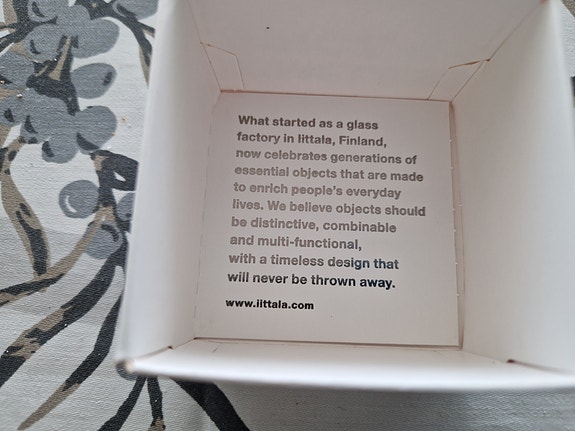 What started as a glass
factory in Iittala, Finland,
now celebrates generations of
essential objects that are made
to enrich people's everyday
lives. We believe objects should
be distinctive, combinable
and multi-functional,
with a timeless design that
will never be thrown away.
www.iittala.com